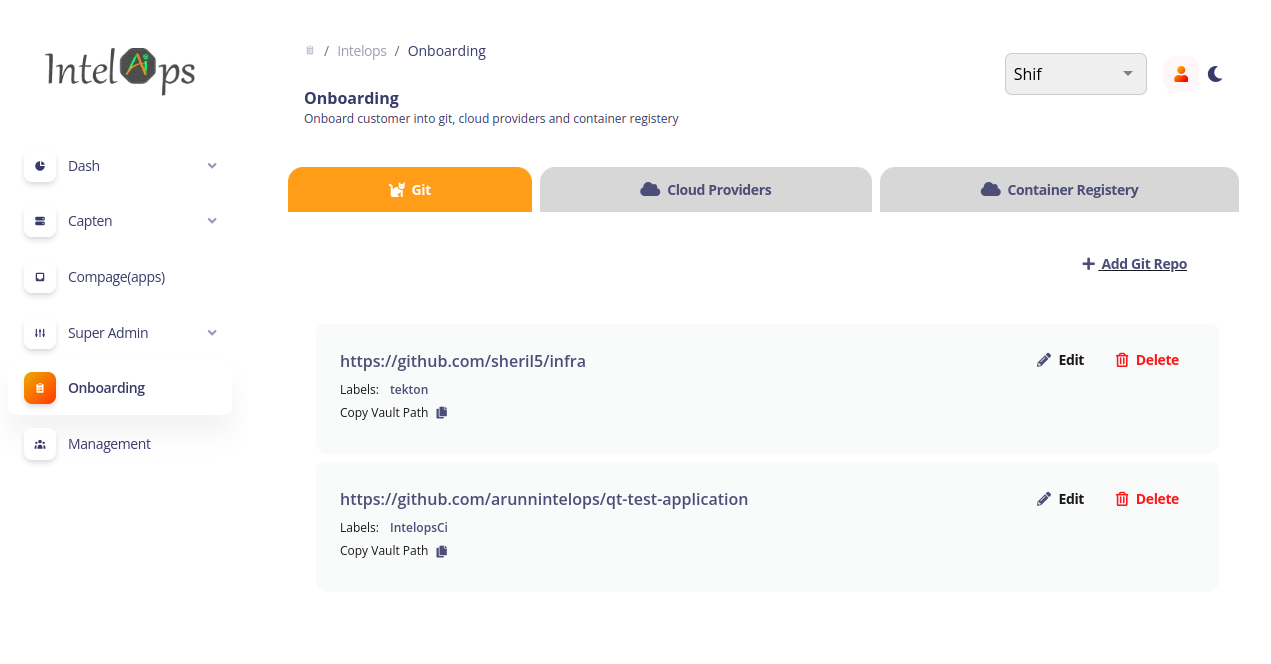 IntelAips
Dash
Capten
Compage(apps)
Super Admin
Onboarding
Management
/ Intelops / Onboarding
Shif
Onboarding
Onboard customer into git, cloud providers and container registery
Git
Cloud Providers
Container Registery
Add Git Repo
https://github.com/sheril5/infra
Edit
Delete
Labels: tekton
Copy Vault Path
https://github.com/arunnintelops/qt-test-application
Edit
Delete
Labels: IntelopsCi
Copy Vault Path